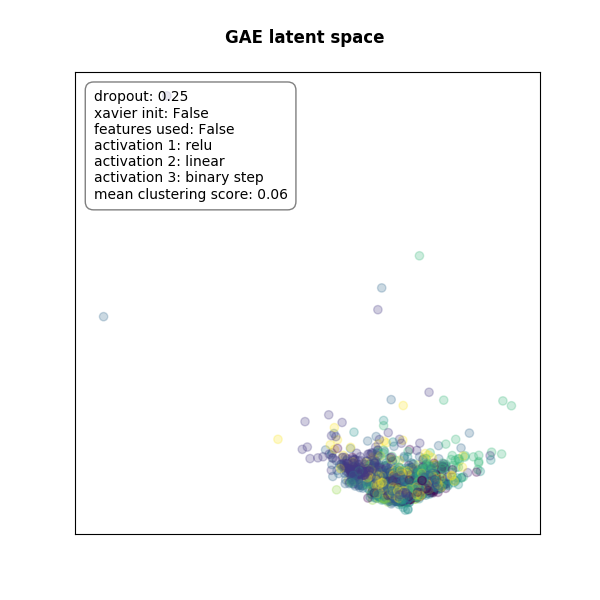 GAE latent space
dropout: 0.25
xavier init: False
features used: False
activation 1: relu
activation 2: linear
activation 3: binary step
mean clustering score: 0.06